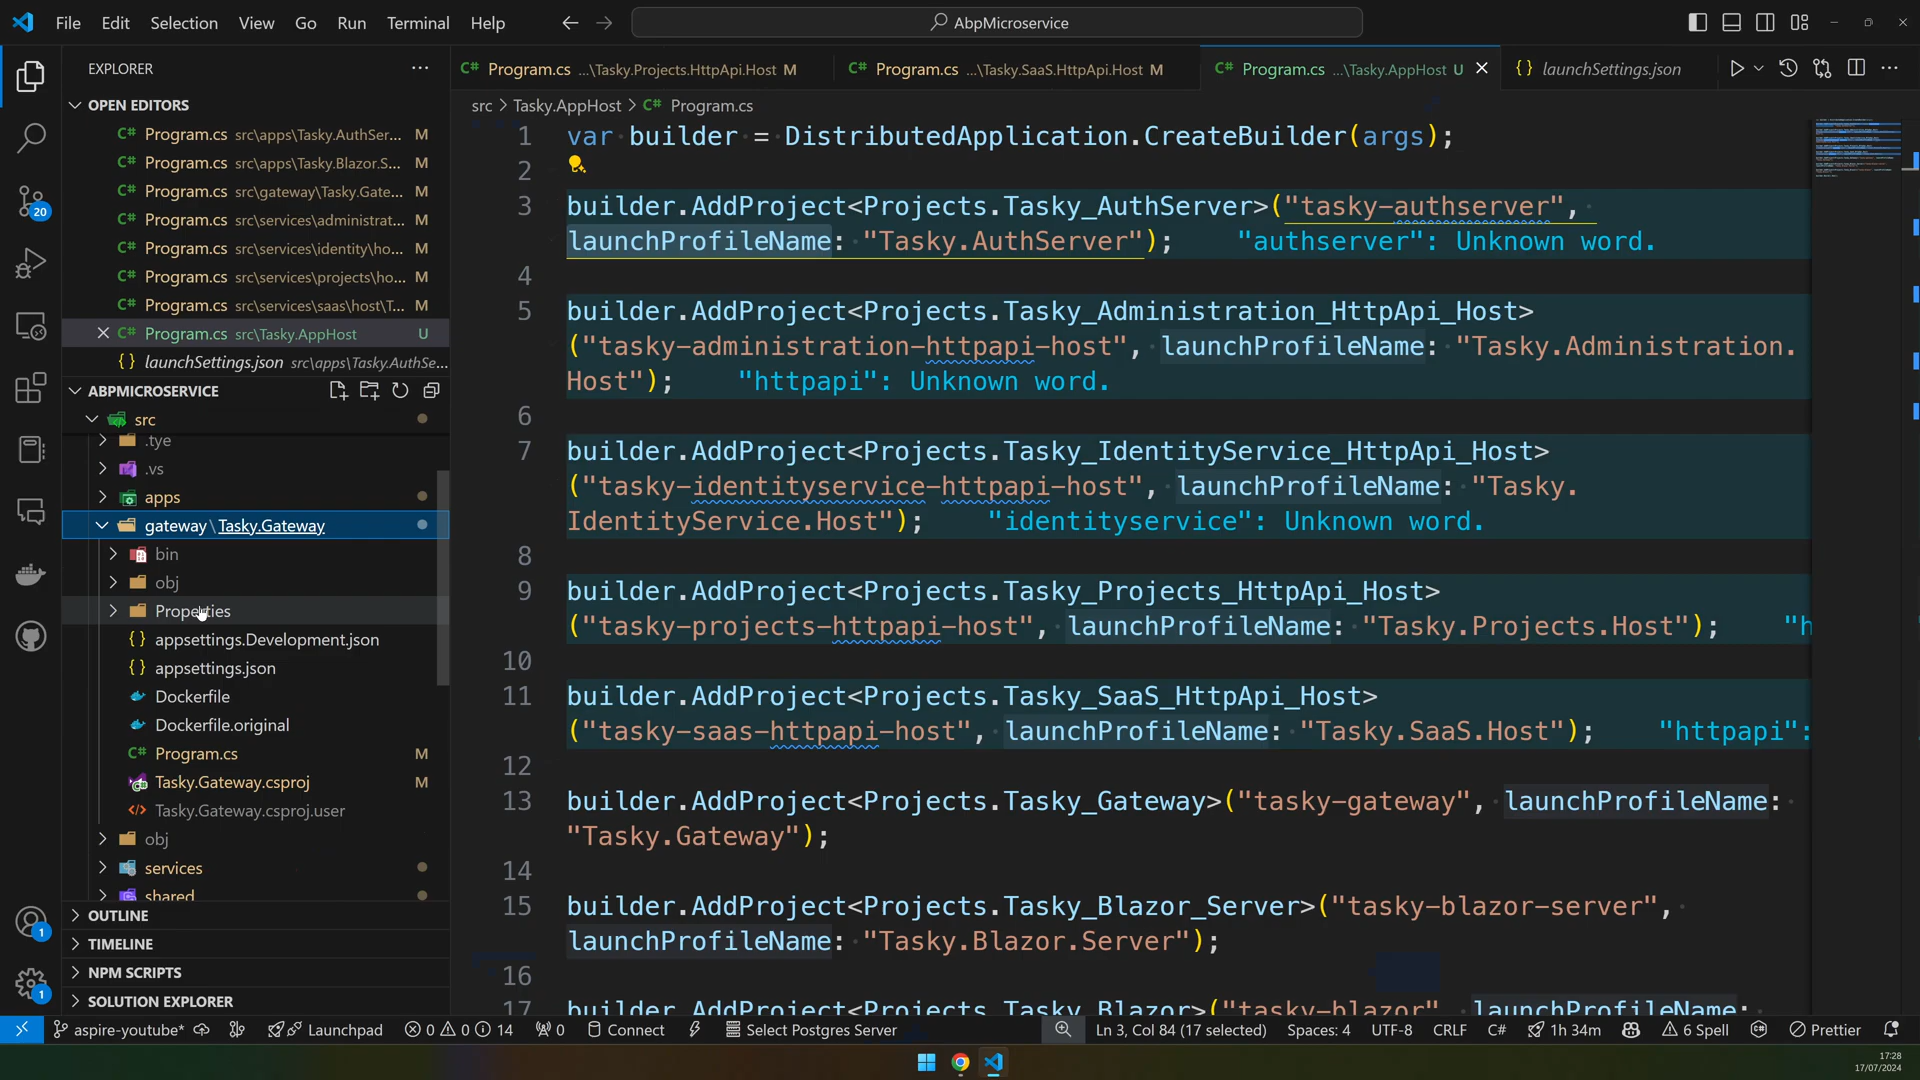 File Edit Selection View Go Run Terminal Help
AbpMicroservice
EXPLORER
OPEN EDITORS
C# Program.cs src\apps\Tasky.AuthSer... M
C# Program.cs src\apps\Tasky.Blazor.S... M
C# Program.cs src\gateway\Tasky.Gate... M
C# Program.cs src\services\administrat... M
C# Program.cs src\services\identity\ho... M
C# Program.cs src\services\projects\ho... M
C# Program.cs src\services\saas\host\T... M
C# Program.cs src\Tasky.AppHost U
{} launchSettings.json src\apps\Tasky.AuthSe...
ABPMICROSERVICE
src
.tye
.vs
apps
gateway\Tasky.Gateway
bin
obj
Properties
{} appsettings.Development.json
{} appsettings.json
Dockerfile
Dockerfile.original
C# Program.cs M
Tasky.Gateway.csproj M
Tasky.Gateway.csproj.user
obj
services
shared
OUTLINE
TIMELINE
NPM SCRIPTS
SOLUTION EXPLORER
20
1
1
C# Program.cs ...\Tasky.Projects.HttpApi.Host M
C# Program.cs ...\Tasky.SaaS.HttpApi.Host M
C# Program.cs ...\Tasky.AppHost U
{} launchSettings.json
src > Tasky.AppHost > C# Program.cs
1 var builder = DistributedApplication.CreateBuilder(args);
2
3 builder.AddProject<Projects.Tasky_AuthServer>("tasky-authserver",
launchProfileName: "Tasky.AuthServer"); "authserver": Unknown word.
4
5 builder.AddProject<Projects.Tasky_Administration_HttpApi_Host>
("tasky-administration-httpapi-host", launchProfileName: "Tasky.Administration.
Host"); "httpapi": Unknown word.
6
7 builder.AddProject<Projects.Tasky_IdentityService_HttpApi_Host>
("tasky-identityservice-httpapi-host", launchProfileName: "Tasky.
IdentityService.Host"); "identityservice": Unknown word.
8
9 builder.AddProject<Projects.Tasky_Projects_HttpApi_Host>
("tasky-projects-httpapi-host", launchProfileName: "Tasky.Projects.Host"); "h
10
11 builder.AddProject<Projects.Tasky_SaaS_HttpApi_Host>
("tasky-saas-httpapi-host", launchProfileName: "Tasky.SaaS.Host"); "httpapi":
12
13 builder.AddProject<Projects.Tasky_Gateway>("tasky-gateway", launchProfileName:
"Tasky.Gateway");
14
15 builder.AddProject<Projects.Tasky_Blazor_Server>("tasky-blazor-server",
launchProfileName: "Tasky.Blazor.Server");
16
17 builder.AddProject<Projects.Tasky_Blazor>("tasky-blazor", launchProfileName:
aspire-youtube* Launchpad 0 0 14 0 Connect Select Postgres Server Ln 3, Col 84 (17 selected) Spaces: 4 UTF-8 CRLF C# 1h 34m 6 Spell Prettier
17:28
17/07/2024